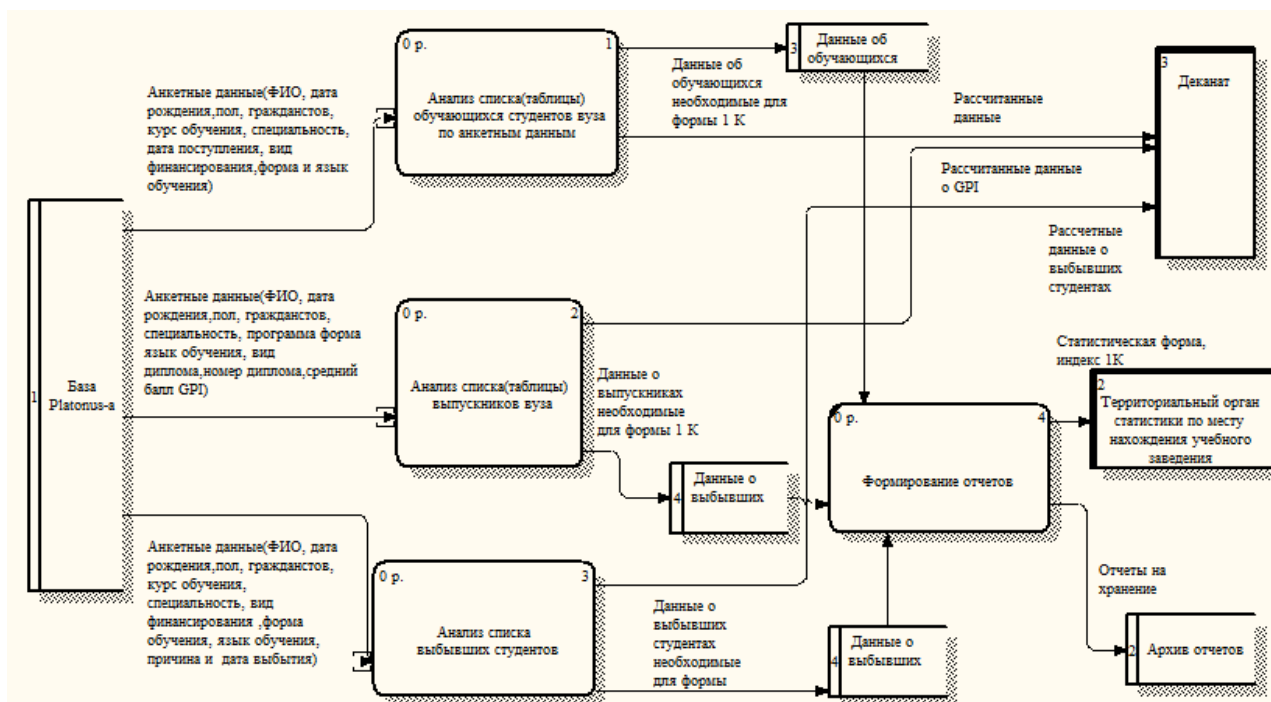 0 р.
1
Анализ списка(таблицы)
обучающихся студентов вуза
по анкетным данным
Анкетные данные(ФИО, дата
рождения,пол, гражданстов,
курс обучения, специальность,
дата поступления, вид
финансирования,форма и язык
обучения)
Данные об
обучающихся
необходимые для
формы 1 К
3
Данные об
обучающихся
Рассчитанные
данные
3
Деканат
Рассчитанные данные
о GPI
Рассчетные
данные о
выбывших
студентах
1
База
Platonus-а
Анкетные данные(ФИО, дата
рождения,пол, гражданстов,
специальность, программа форма
язык обучения, вид
диплома,номер диплома,средний
балл GPI)
0 р.
2
Анализ списка(таблицы)
выпускников вуза
Данные о
выпускниках
необходимые
для формы 1 К
4
Данные о
выбывших
0 р.
4
Формирование отчетов
Статистическая форма,
индекс 1К
2
Территориальный орган
статистики по месту
нахождения учебного
заведения
Анкетные данные(ФИО, дата
рождения,пол, гражданстов,
курс обучения,
специальность, вид
финансирования ,форма
обучения, язык обучения,
причина и дата выбытия)
0 р.
3
Анализ списка
выбывших студентов
Данные о
выбывших
студентах
необходимые
для формы
4
Данные о
выбывших
Отчеты на
хранение
2
Архив отчетов